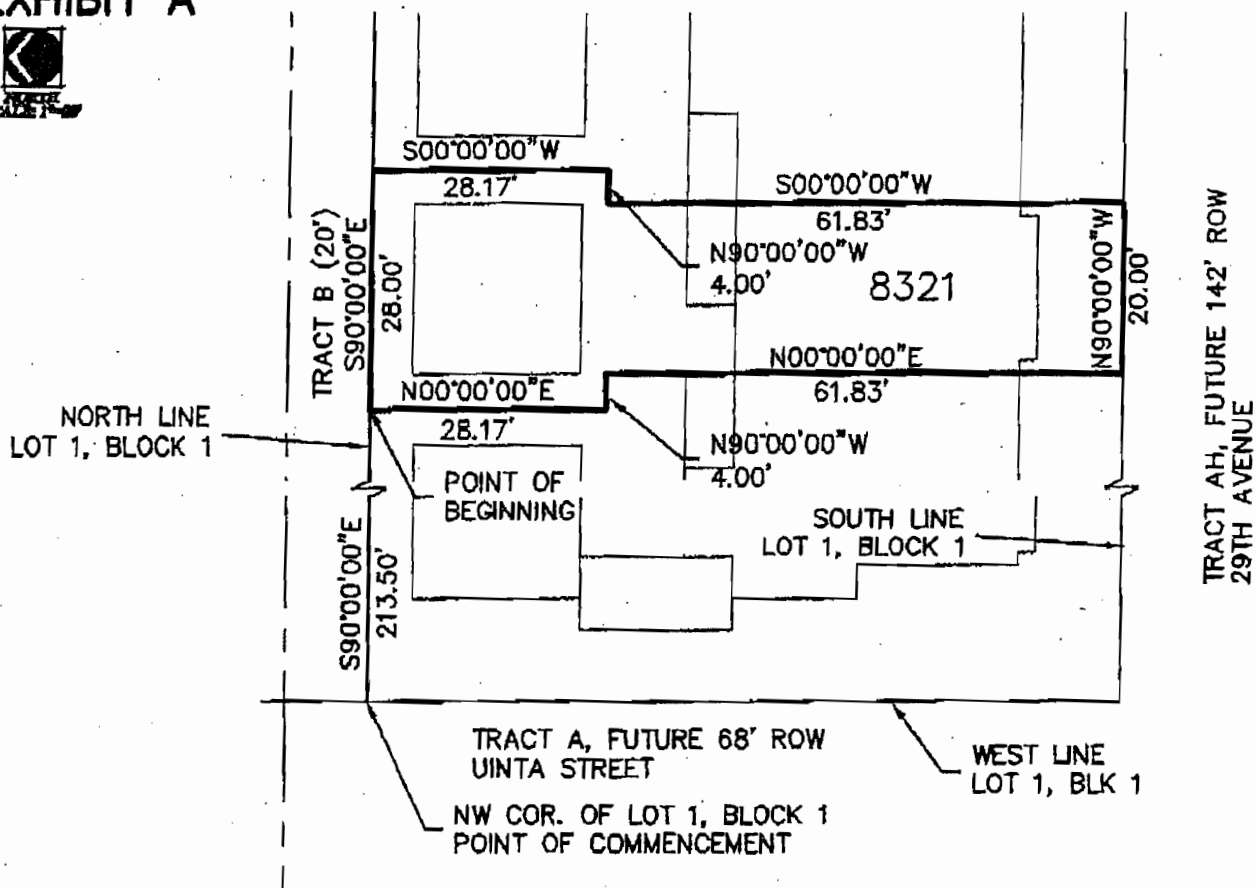 EXHIBIT A
NORTH
S00°00'00"W
28.17'
S00°00'00"W
61.83'
TRACT B (20')
S90°00'00"E
28.00'
N90°00'00"W
4.00'
8321
N90°00'00"W
20.00'
TRACT AH, FUTURE 142' ROW
29TH AVENUE
N00°00'00"E
28.17'
N00°00'00"E
61.83'
NORTH LINE
LOT 1, BLOCK 1
N90°00'00"W
4.00'
POINT OF
BEGINNING
SOUTH LINE
LOT 1, BLOCK 1
S90°00'00"E
213.50'
TRACT A, FUTURE 68' ROW
UINTA STREET
WEST LINE
LOT 1, BLK 1
NW COR. OF LOT 1, BLOCK 1
POINT OF COMMENCEMENT